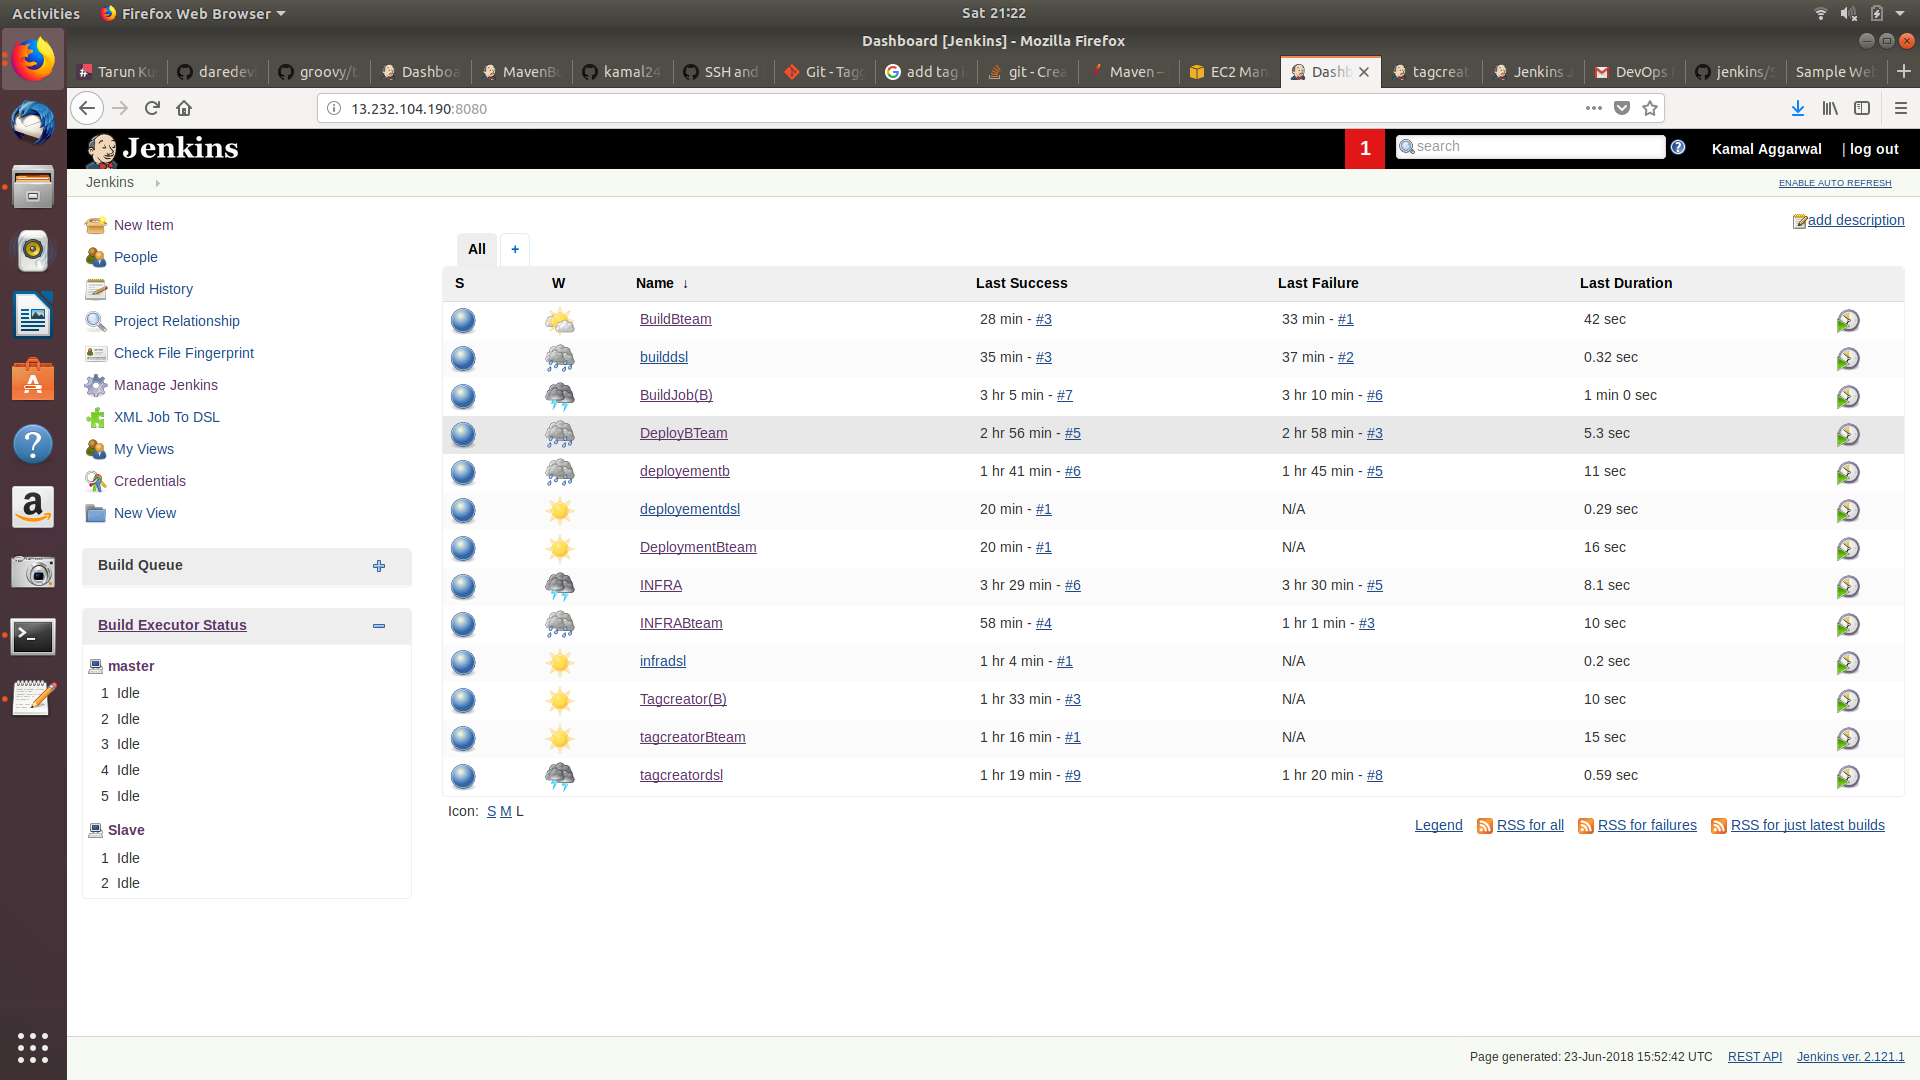 Activities Firefox Web Browser Sat 21:22
Dashboard [Jenkins] - Mozilla Firefox
Tarun Ku daredevi groovy/t Dashboa MavenBu kamal24 SSH and Git - Tagg add tag i git - Crea Maven – EC2 Man Dashb tagcreat Jenkins J DevOps jenkins/S Sample We
13.232.104.190:8080
Jenkins 1 search Kamal Aggarwal | log out
Jenkins ENABLE AUTO REFRESH
add description
New Item
People
Build History
Project Relationship
Check File Fingerprint
Manage Jenkins
XML Job To DSL
My Views
Credentials
New View
Build Queue
Build Executor Status
master
1 Idle
2 Idle
3 Idle
4 Idle
5 Idle
Slave
1 Idle
2 Idle
All +
S W Name ↓ Last Success Last Failure Last Duration
BuildBteam 28 min - #3 33 min - #1 42 sec
builddsl 35 min - #3 37 min - #2 0.32 sec
BuildJob(B) 3 hr 5 min - #7 3 hr 10 min - #6 1 min 0 sec
DeployBTeam 2 hr 56 min - #5 2 hr 58 min - #3 5.3 sec
deployementb 1 hr 41 min - #6 1 hr 45 min - #5 11 sec
deployementdsl 20 min - #1 N/A 0.29 sec
DeploymentBteam 20 min - #1 N/A 16 sec
INFRA 3 hr 29 min - #6 3 hr 30 min - #5 8.1 sec
INFRABteam 58 min - #4 1 hr 1 min - #3 10 sec
infradsl 1 hr 4 min - #1 N/A 0.2 sec
Tagcreator(B) 1 hr 33 min - #3 N/A 10 sec
tagcreatorBteam 1 hr 16 min - #1 N/A 15 sec
tagcreatordsl 1 hr 19 min - #9 1 hr 20 min - #8 0.59 sec
Icon: S M L
Legend RSS for all RSS for failures RSS for just latest builds
Page generated: 23-Jun-2018 15:52:42 UTC REST API Jenkins ver. 2.121.1